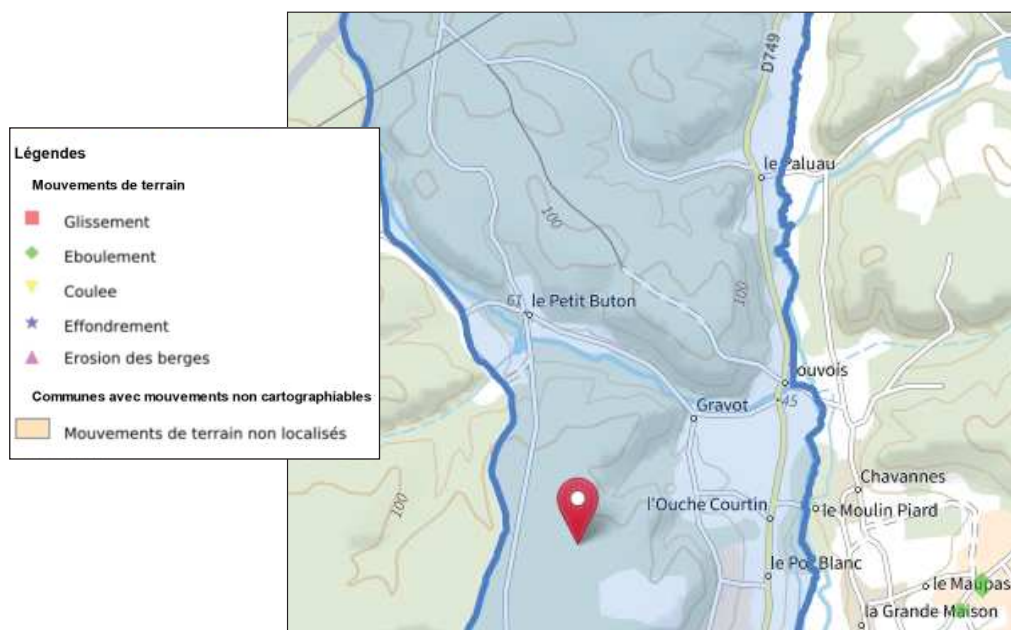 Légendes
Mouvements de terrain
Glissement
Eboulement
Coulee
Effondrement
Erosion des berges
Communes avec mouvements non cartographiables
Mouvements de terrain non localisés
D749
le Paluau
100
100
61 le Petit Buton
Jouvois
45
Gravot
Chavannes
100
l'Ouche Courtin
le Moulin Piard
le Blanc
le Maupas
la Grande Maison